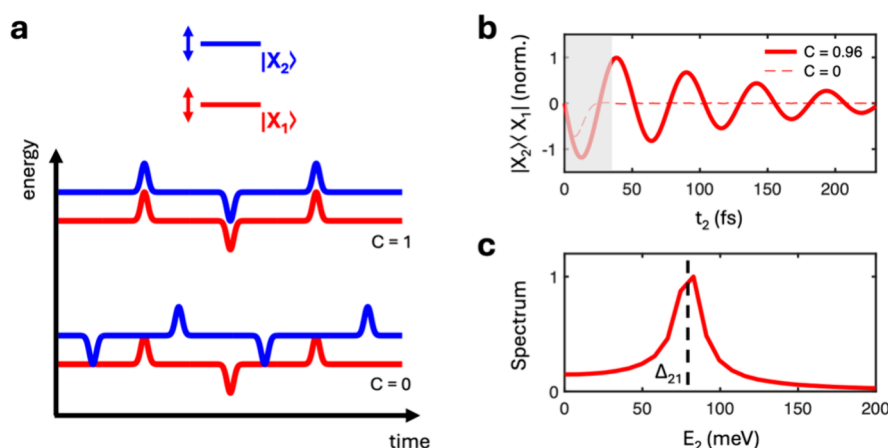 a
|X₂⟩
|X₁⟩
energy
C = 1
C = 0
time
b
|X₂⟩⟨ X₁| (norm.)
1
0
-1
C = 0.96
C = 0
0
50
100
150
200
t₂ (fs)
c
Spectrum
1
0
Δ₂₁
0
50
100
150
200
E₂ (meV)